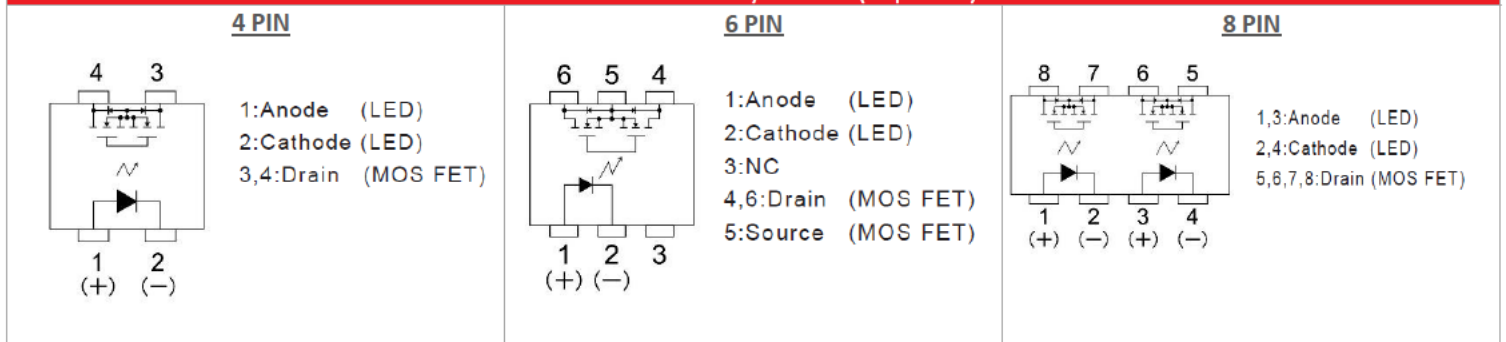 4 PIN
4 3
1:Anode (LED)
2:Cathode (LED)
3,4:Drain (MOS FET)
1 2
(+) (−)
6 PIN
6 5 4
1:Anode (LED)
2:Cathode (LED)
3:NC
4,6:Drain (MOS FET)
5:Source (MOS FET)
1 2 3
(+) (−)
8 PIN
8 7 6 5
1,3:Anode (LED)
2,4:Cathode (LED)
5,6,7,8:Drain (MOS FET)
1 2 3 4
(+) (−) (+) (−)